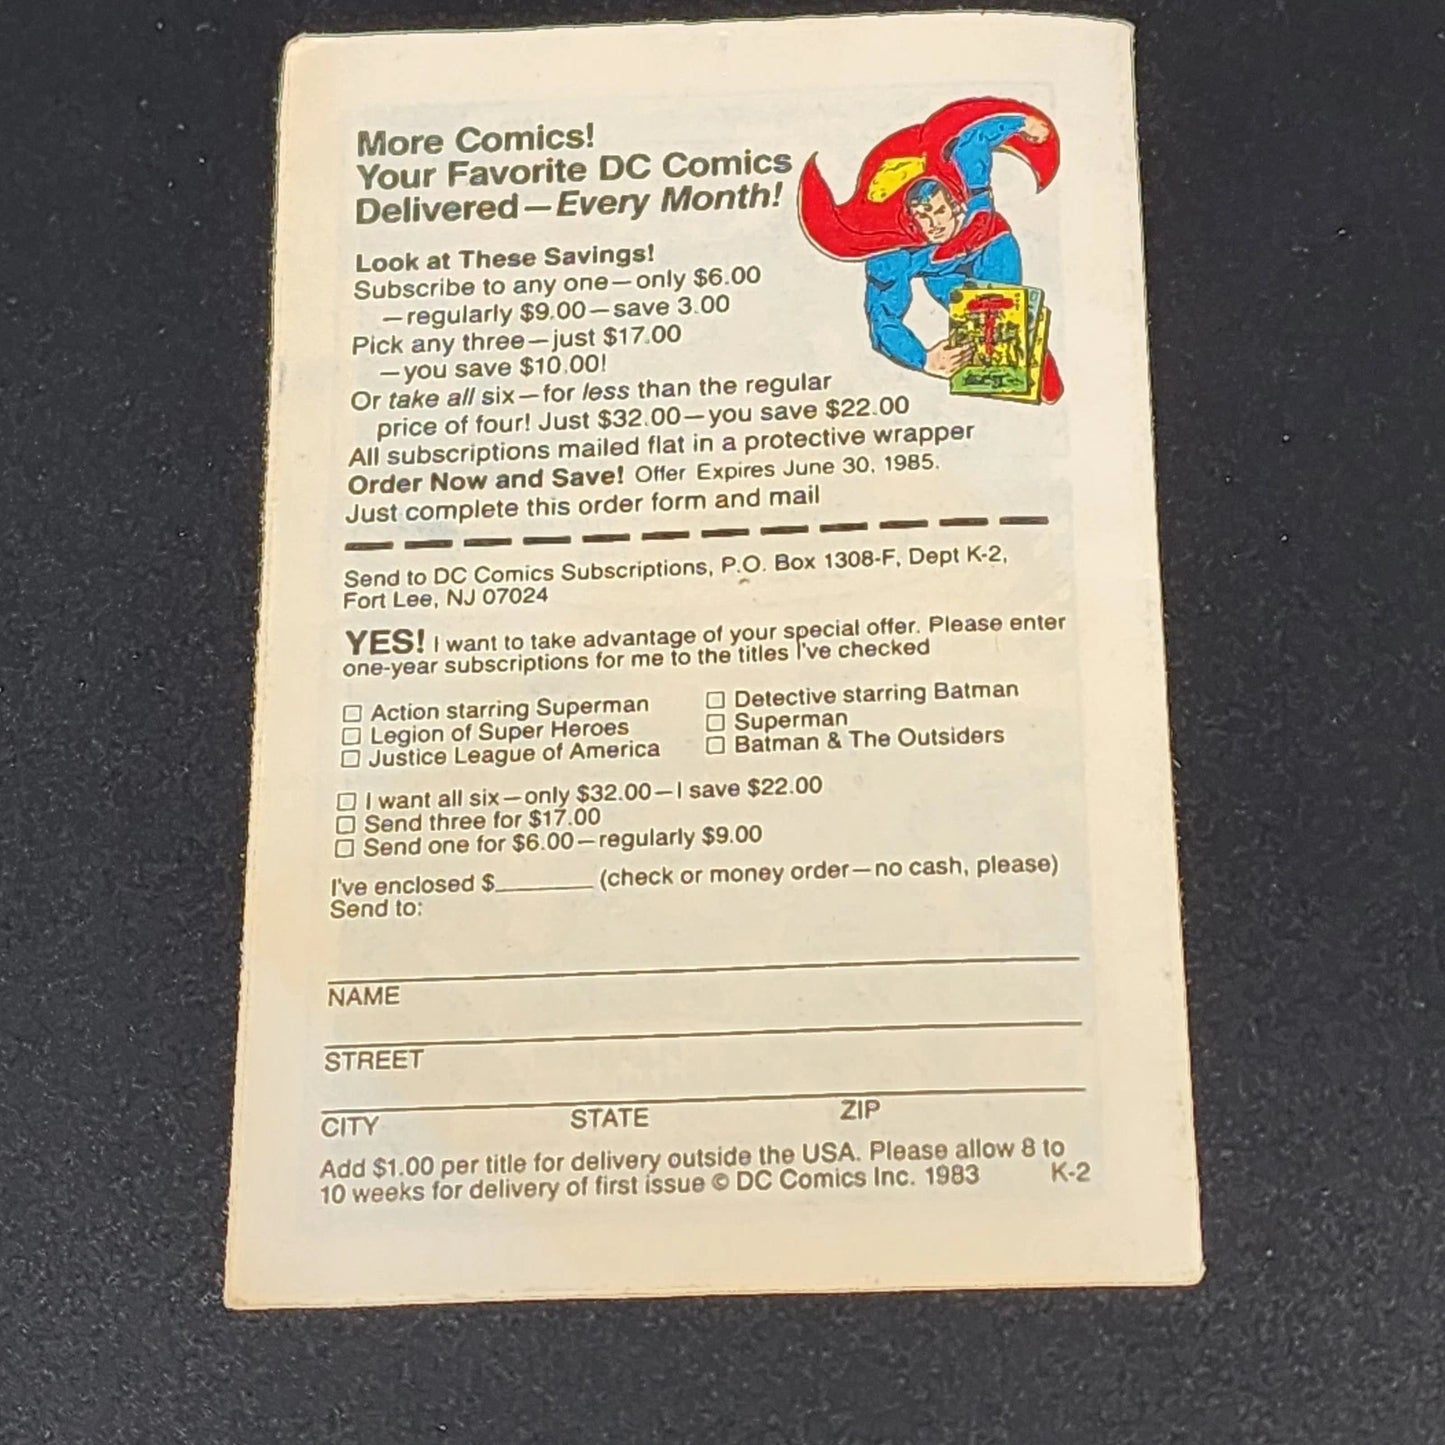 More Comics!
Your Favorite DC Comics
Delivered—Every Month!
Look at These Savings!
Subscribe to any one—only $6.00
—regularly $9.00—save 3.00
Pick any three—just $17.00
—you save $10.00!
Or take all six—for less than the regular
price of four! Just $32.00—you save $22.00
All subscriptions mailed flat in a protective wrapper
Order Now and Save! Offer Expires June 30, 1985.
Just complete this order form and mail
Send to DC Comics Subscriptions, P.O. Box 1308-F, Dept K-2,
Fort Lee, NJ 07024
YES! I want to take advantage of your special offer. Please enter
one-year subscriptions for me to the titles I've checked
Action starring Superman
Legion of Super Heroes
Justice League of America
Detective starring Batman
Superman
Batman & The Outsiders
I want all six—only $32.00—I save $22.00
Send three for $17.00
Send one for $6.00—regularly $9.00
I've enclosed $________ (check or money order—no cash, please)
Send to:
NAME
STREET
CITY STATE ZIP
Add $1.00 per title for delivery outside the USA. Please allow 8 to
10 weeks for delivery of first issue © DC Comics Inc. 1983 K-2